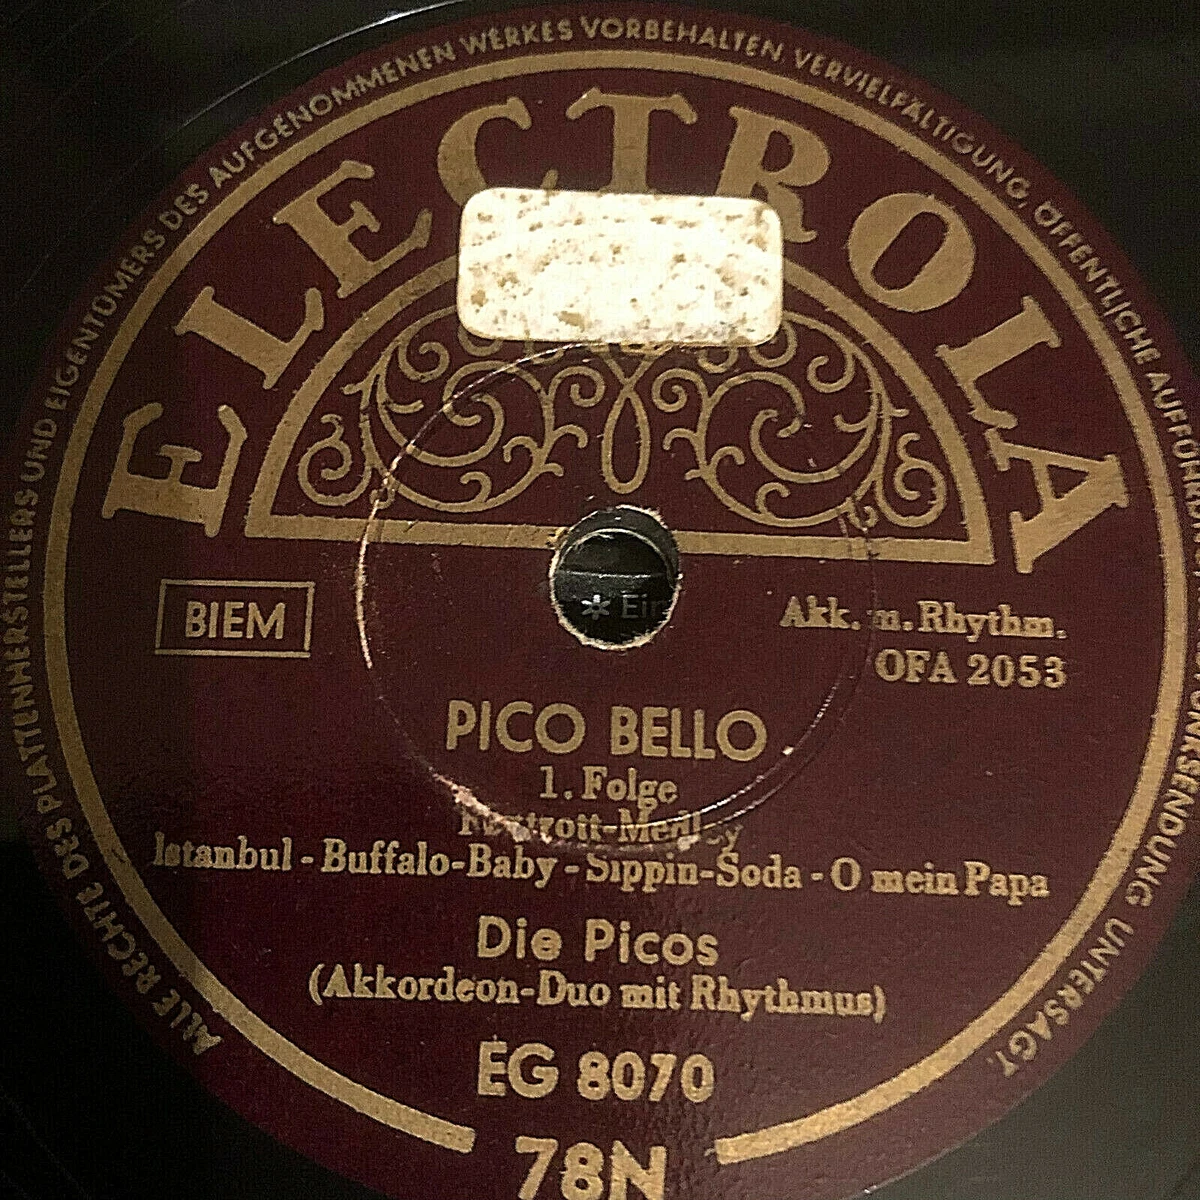 ALLE RECHTE DES PLATTENHERSTELLERS UND EIGENTÜMERS DES AUFGENOMMENEN WERKES VORBEHALTEN, VERVIELFÄLTIGUNG, ÖFFENTLICHE AUFFÜHRUNG UNTERSAGT.
ELECTROLA
BIEM
Akk. m. Rhythm.
OFA 2053
PICO BELLO
1. Folge
Foxtrott-Medley
Istanbul - Buffalo-Baby - Sippin-Soda - O mein Papa
Die Picos
(Akkordeon-Duo mit Rhythmus)
EG 8070
78N